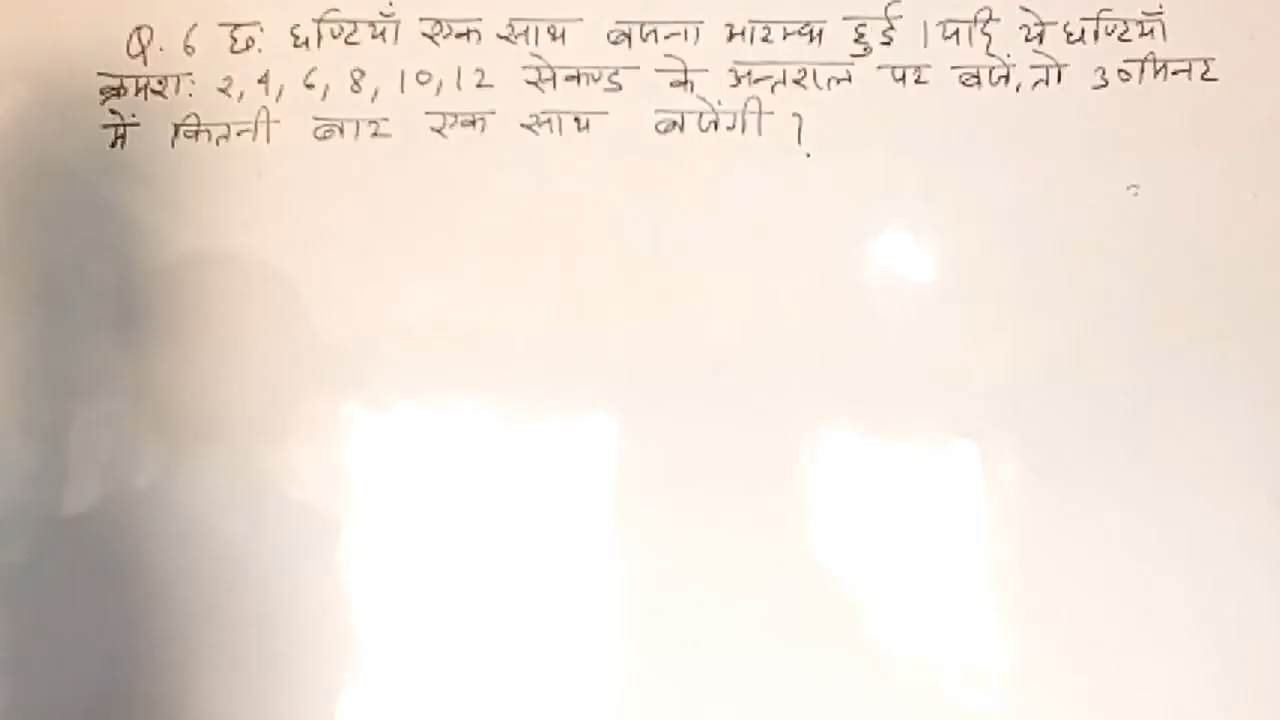 Q. 6 छः घण्टियाँ एक साथ बजना प्रारम्भ हुई । यदि ये घण्टियाँ
क्रमशः 2, 4, 6, 8, 10, 12 सेकण्ड के अन्तराल पर बजें, तो 30 मिनट
में कितनी बार एक साथ बजेंगी ?